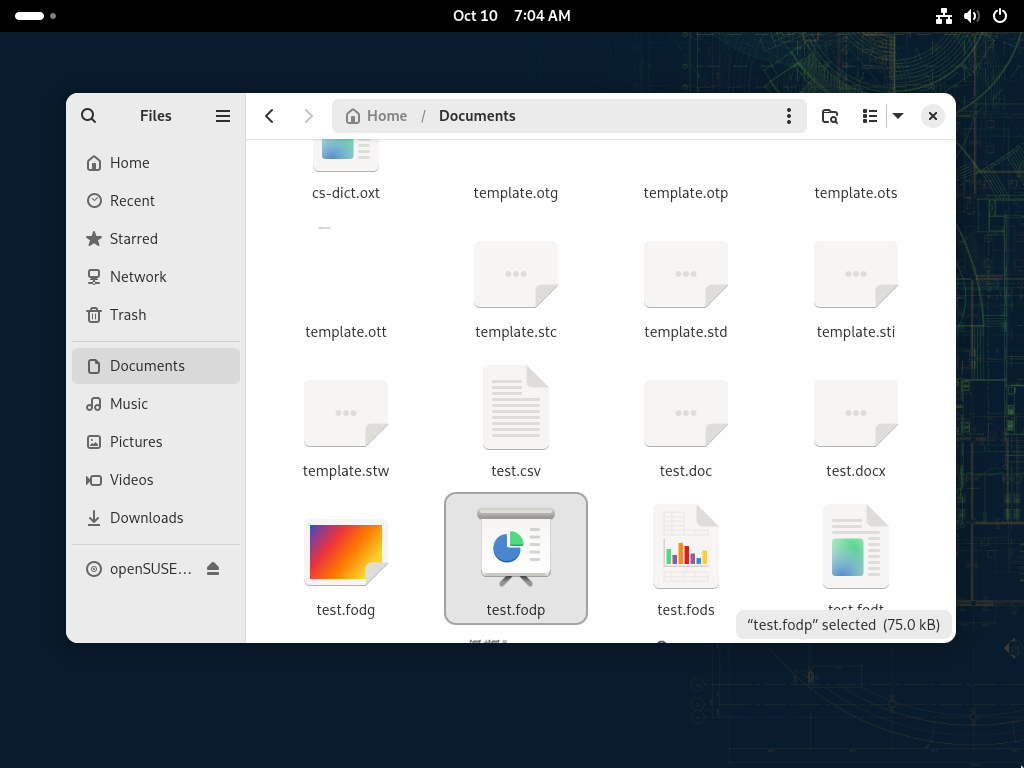 Oct 10 7:04 AM
Files
Home / Documents
Home
Recent
Starred
Network
Trash
Documents
Music
Pictures
Videos
Downloads
openSUSE…
cs-dict.oxt template.otg template.otp template.ots
template.ott template.stc template.std template.sti
template.stw test.csv test.doc test.docx
test.fodg test.fodp test.fods test.fodt
“test.fodp” selected (75.0 kB)